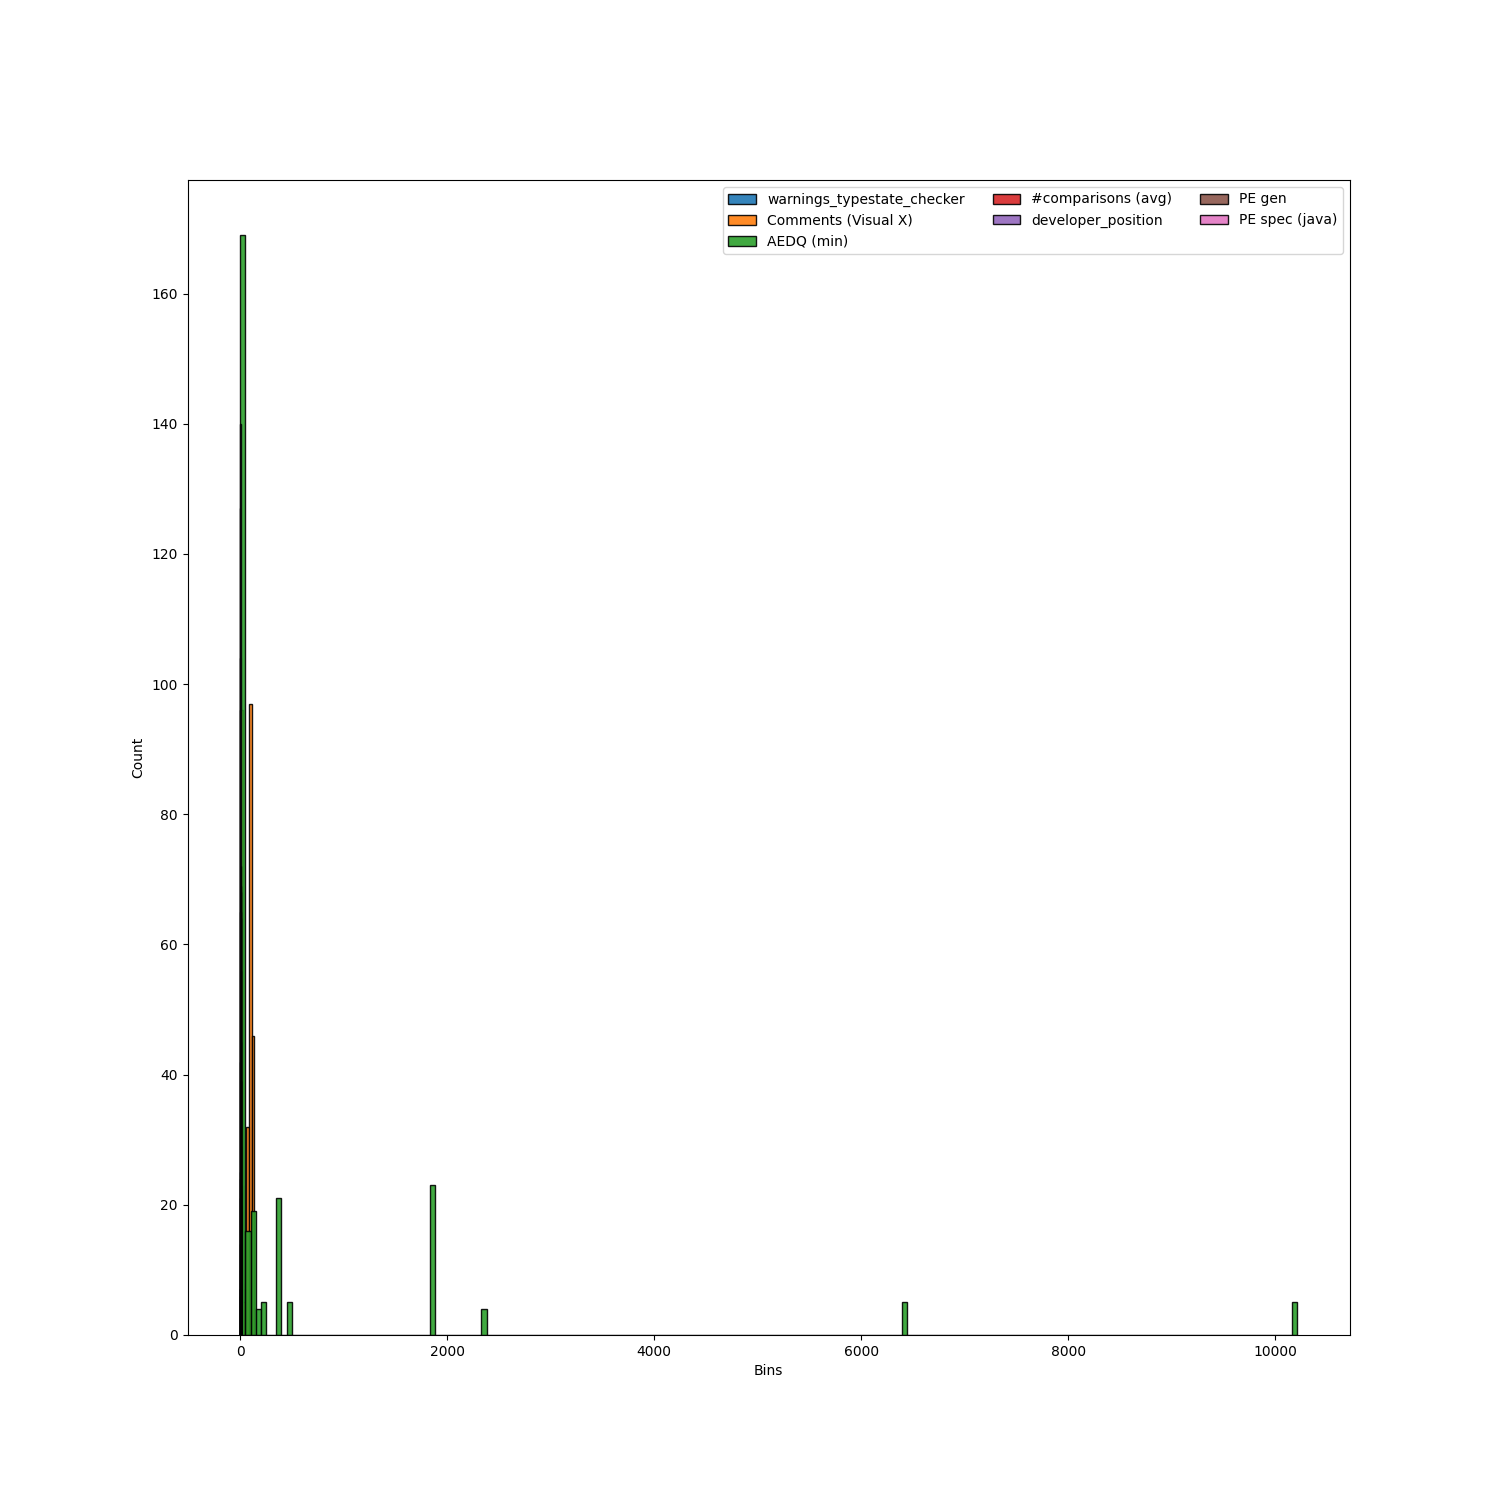 warnings_typestate_checker
Comments (Visual X)
AEDQ (min)
#comparisons (avg)
developer_position
PE gen
PE spec (java)
160
140
120
100
80
60
40
20
0
Count
0 2000 4000 6000 8000 10000
Bins